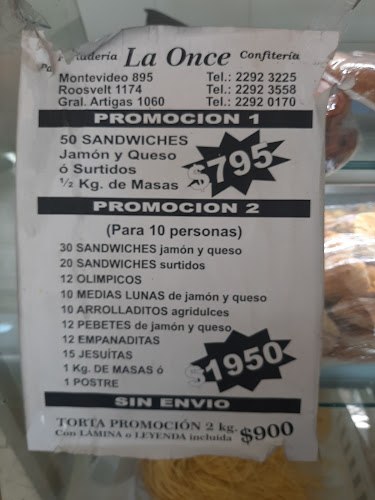 Panadería La Once Confitería
Montevideo 895 Tel.: 2292 3225
Roosvelt 1174 Tel.: 2292 3558
Gral. Artigas 1060 Tel.: 2292 0170
PROMOCION 1
50 SANDWICHES
Jamón y Queso
ó Surtidos
½ Kg. de Masas
$795
PROMOCION 2
(Para 10 personas)
30 SANDWICHES jamón y queso
20 SANDWICHES surtidos
12 OLIMPICOS
10 MEDIAS LUNAS de jamón y queso
10 ARROLLADITOS agridulces
12 PEBETES de jamón y queso
12 EMPANADITAS
15 JESUÍTAS
1 Kg. DE MASAS ó
1 POSTRE
$1950
SIN ENVIO
TORTA PROMOCIÓN 2 kg.
Con LÁMINA o LEYENDA incluida $900